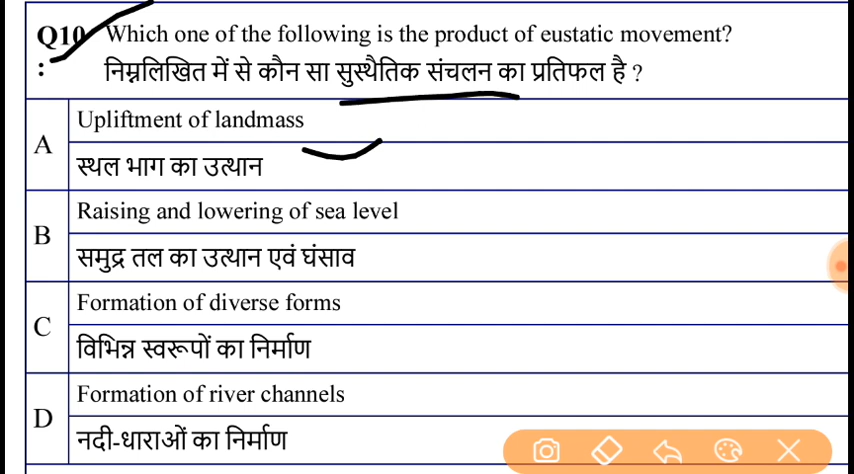 Q10 Which one of the following is the product of eustatic movement?
: निम्नलिखित में से कौन सा सुस्थैतिक संचलन का प्रतिफल है ?
A
Upliftment of landmass
स्थल भाग का उत्थान
B
Raising and lowering of sea level
समुद्र तल का उत्थान एवं घंसाव
C
Formation of diverse forms
विभिन्न स्वरूपों का निर्माण
D
Formation of river channels
नदी-धाराओं का निर्माण